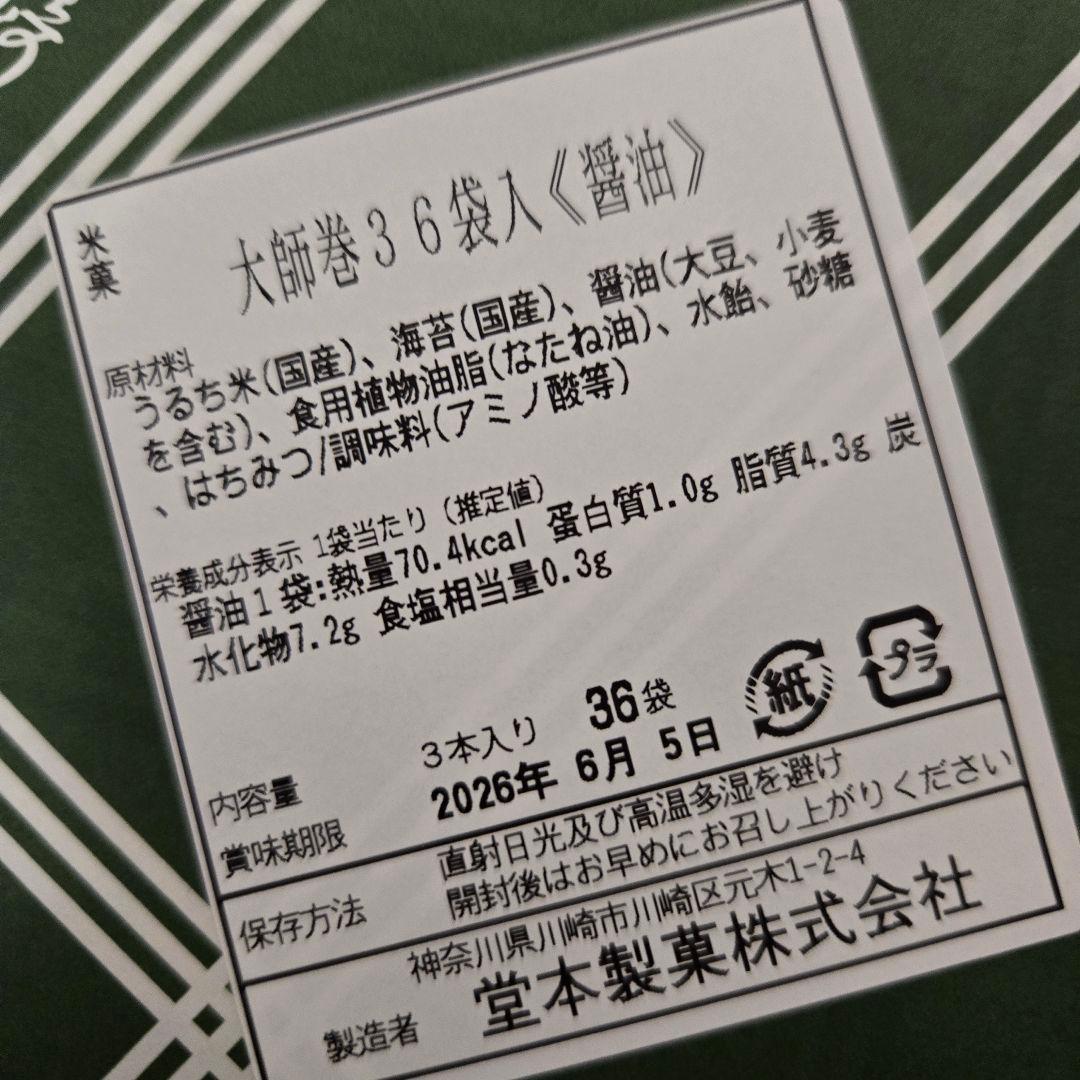 米菓
大師巻36袋入《醤油》
原材料
うるち米(国産)、海苔(国産)、醤油(大豆、小麦
を含む)、食用植物油脂(なたね油)、水飴、砂糖
、はちみつ/調味料(アミノ酸等)
栄養成分表示 1袋当たり (推定値)
醤油1袋:熱量70.4kcal 蛋白質1.0g 脂質4.3g 炭
水化物7.2g 食塩相当量0.3g
内容量 3本入り 36袋
紙
プラ
賞味期限 2026年 6月 5日
保存方法 直射日光及び高温多湿を避け
開封後はお早めにお召し上がりください
製造者 神奈川県川崎市川崎区元木1-2-4
堂本製菓株式会社